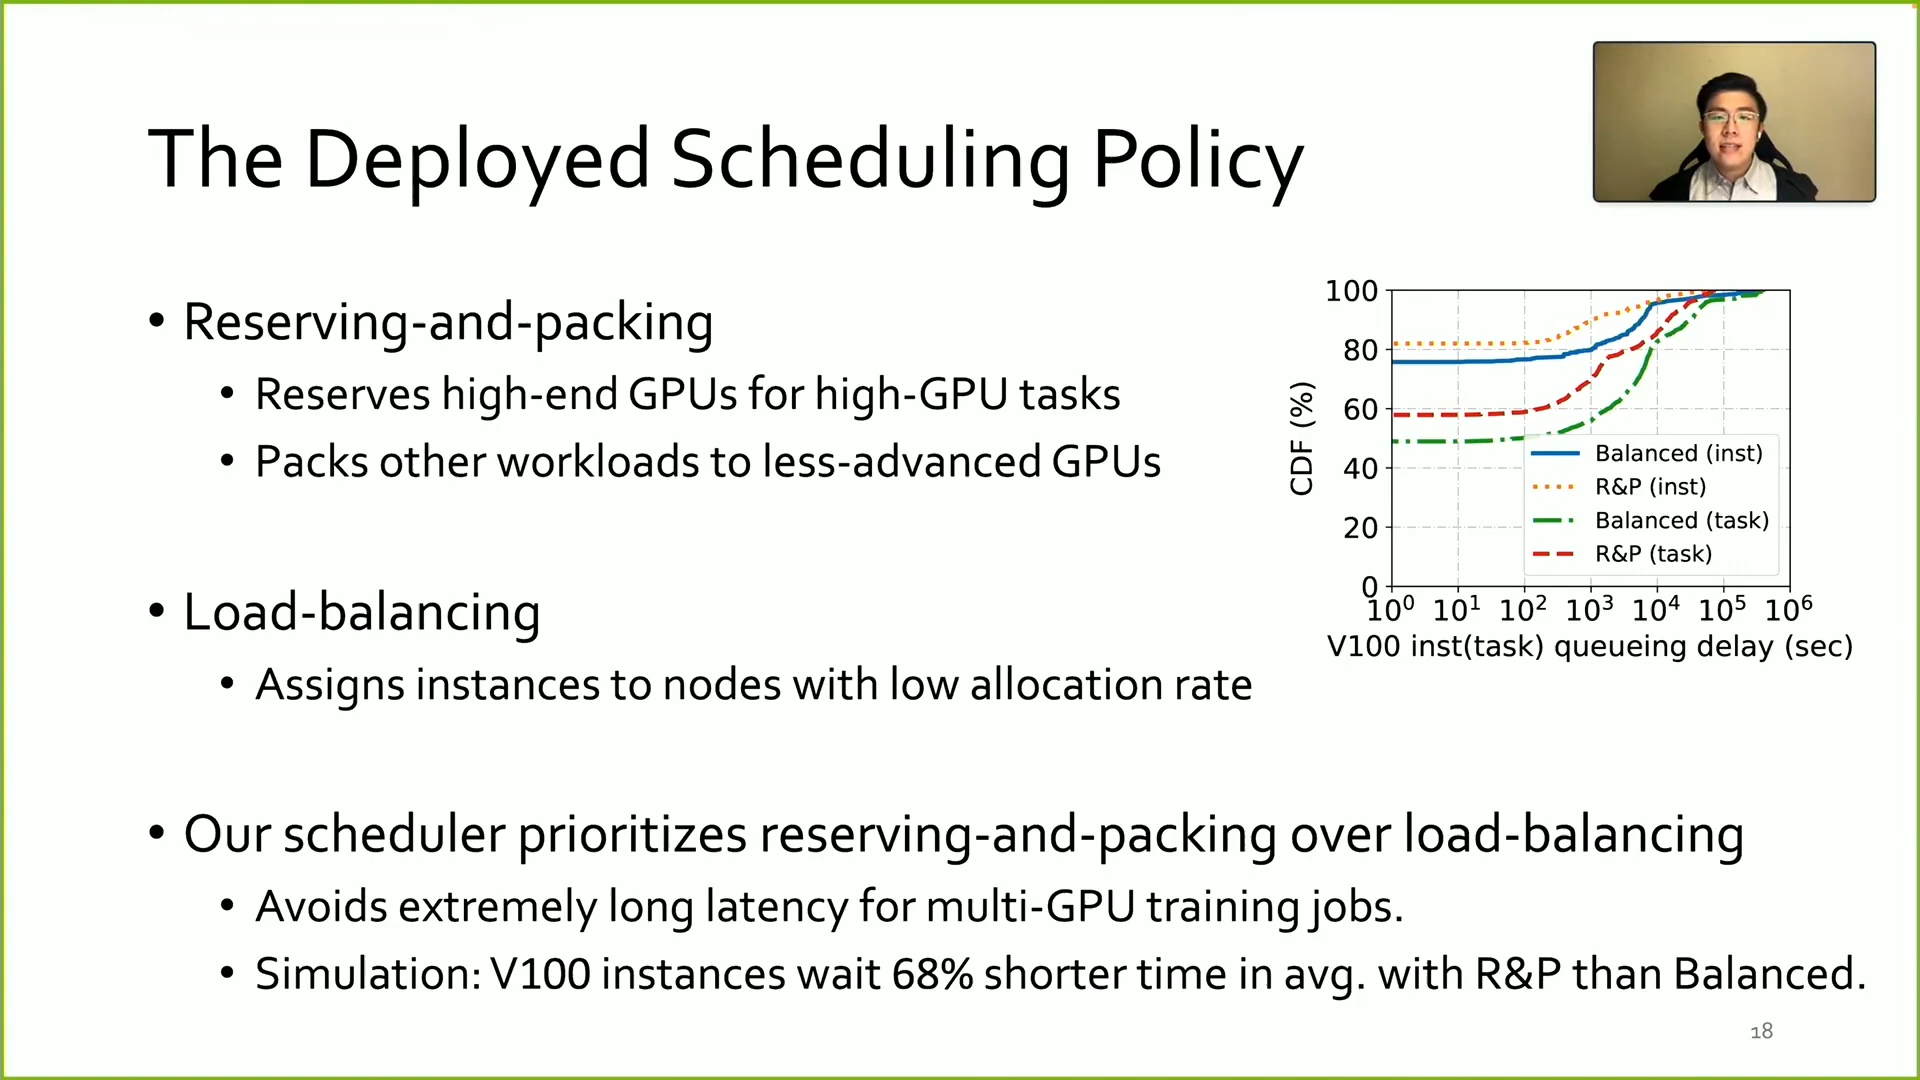 The Deployed Scheduling Policy
• Reserving-and-packing
• Reserves high-end GPUs for high-GPU tasks
• Packs other workloads to less-advanced GPUs
• Load-balancing
• Assigns instances to nodes with low allocation rate
• Our scheduler prioritizes reserving-and-packing over load-balancing
• Avoids extremely long latency for multi-GPU training jobs.
• Simulation: V100 instances wait 68% shorter time in avg. with R&P than Balanced.
100
80
60
40
20
0
CDF (%)
Balanced (inst)
R&P (inst)
Balanced (task)
R&P (task)
10⁰ 10¹ 10² 10³ 10⁴ 10⁵ 10⁶
V100 inst(task) queueing delay (sec)
18